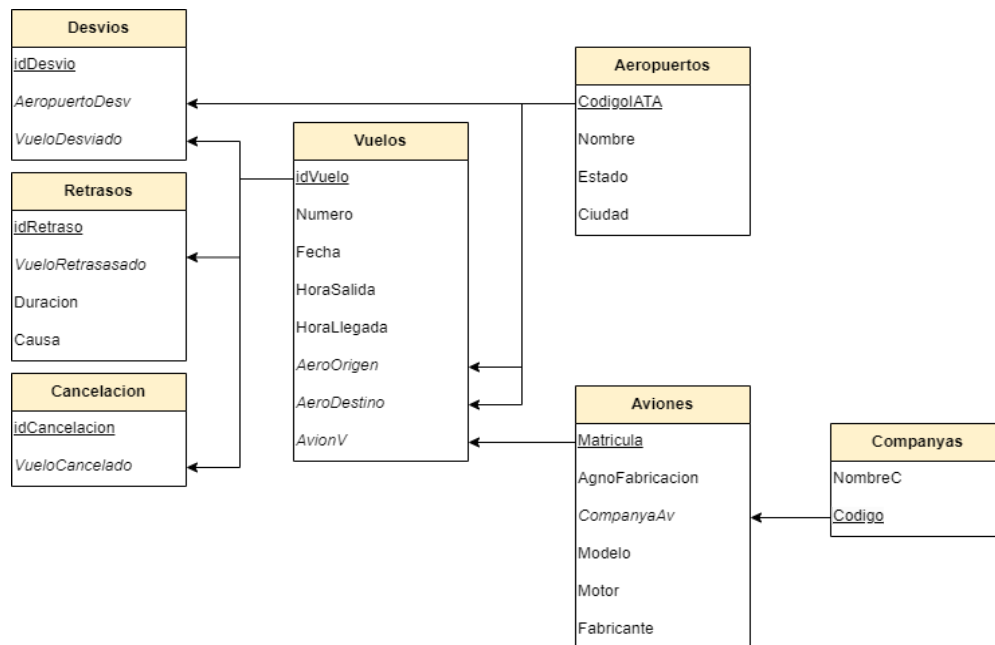 Desvios
idDesvio
AeropuertoDesv
VueloDesviado
Retrasos
idRetraso
VueloRetrasasado
Duracion
Causa
Cancelacion
idCancelacion
VueloCancelado
Vuelos
idVuelo
Numero
Fecha
HoraSalida
HoraLlegada
AeroOrigen
AeroDestino
AvionV
Aeropuertos
CodigoIATA
Nombre
Estado
Ciudad
Aviones
Matricula
AgnoFabricacion
CompanyaAv
Modelo
Motor
Fabricante
Companyas
NombreC
Codigo